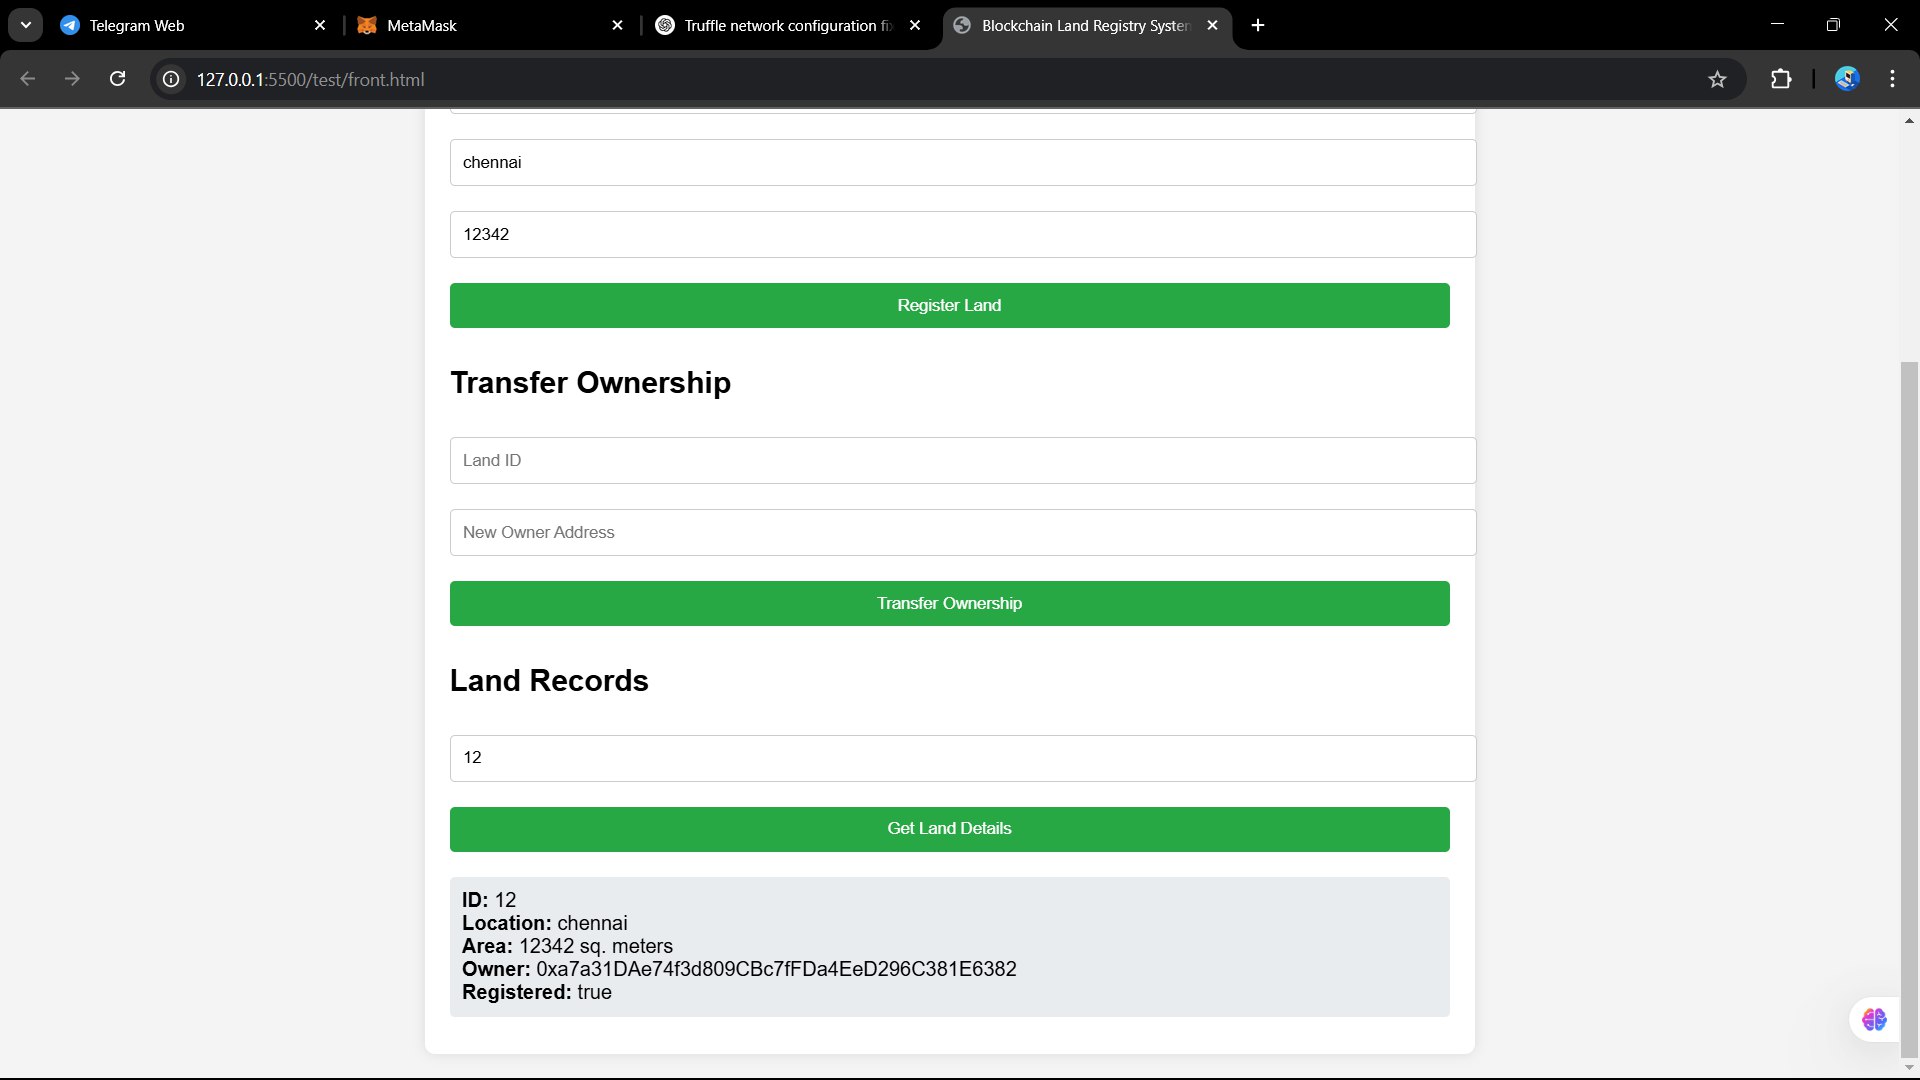 Telegram Web
MetaMask
Truffle network configuration fi
Blockchain Land Registry System
127.0.0.1:5500/test/front.html
chennai
12342
Register Land
Transfer Ownership
Land ID
New Owner Address
Transfer Ownership
Land Records
12
Get Land Details
ID: 12
Location: chennai
Area: 12342 sq. meters
Owner: 0xa7a31DAe74f3d809CBc7fFDa4EeD296C381E6382
Registered: true